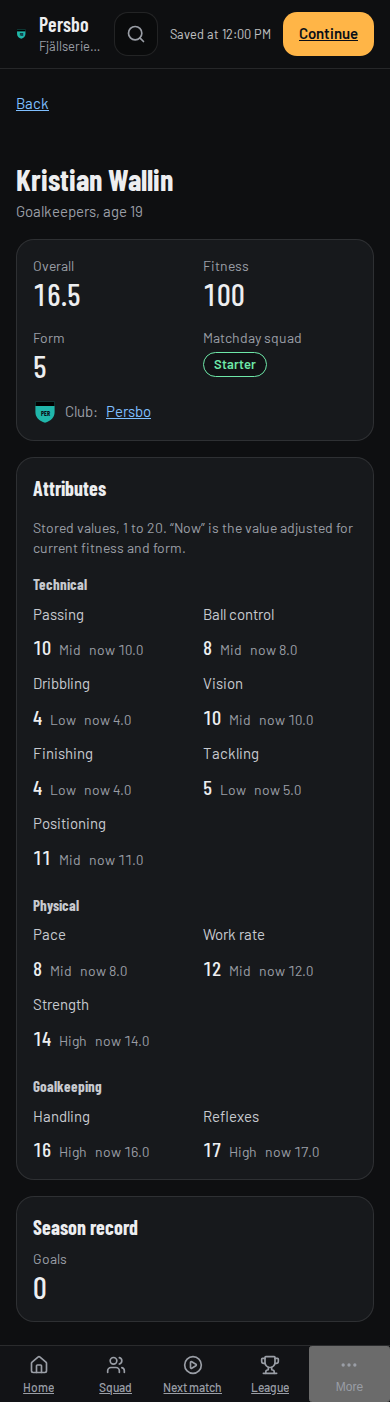 Persbo
Fjällserie...
Saved at 12:00 PM
Continue
Back
Kristian Wallin
Goalkeepers, age 19
Overall
16.5
Fitness
100
Form
5
Matchday squad
Starter
PER
Club: Persbo
Attributes
Stored values, 1 to 20. “Now” is the value adjusted for
current fitness and form.
Technical
Passing
10 Mid now 10.0
Ball control
8 Mid now 8.0
Dribbling
4 Low now 4.0
Vision
10 Mid now 10.0
Finishing
4 Low now 4.0
Tackling
5 Low now 5.0
Positioning
11 Mid now 11.0
Physical
Pace
8 Mid now 8.0
Work rate
12 Mid now 12.0
Strength
14 High now 14.0
Goalkeeping
Handling
16 High now 16.0
Reflexes
17 High now 17.0
Season record
Goals
0
Home
Squad
Next match
League
More